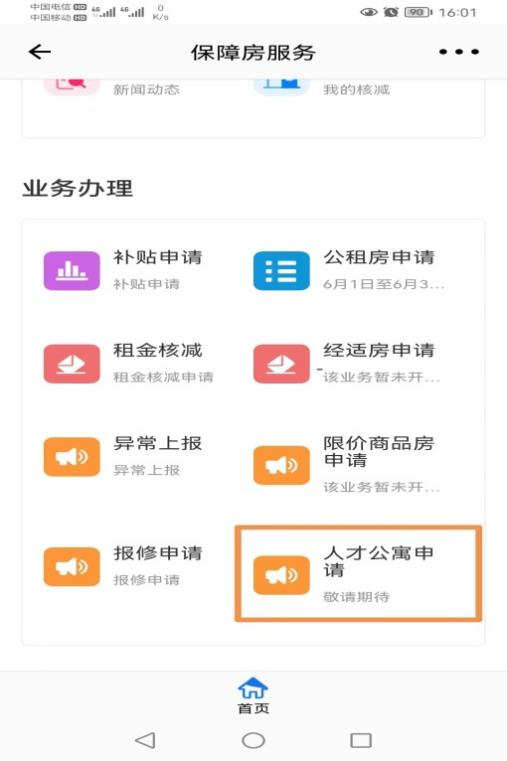 中国电信 HD 4G 4G 0
中国移动 HD K/s 90 16:01
保障房服务
新闻动态 我的核减
业务办理
补贴申请 公租房申请
补贴申请 6月1日至6月3...
租金核减 经适房申请
租金核减申请 该业务暂未开...
异常上报 限价商品房
申请
异常上报 该业务暂未开...
报修申请 人才公寓申
请
报修申请 敬请期待
首页